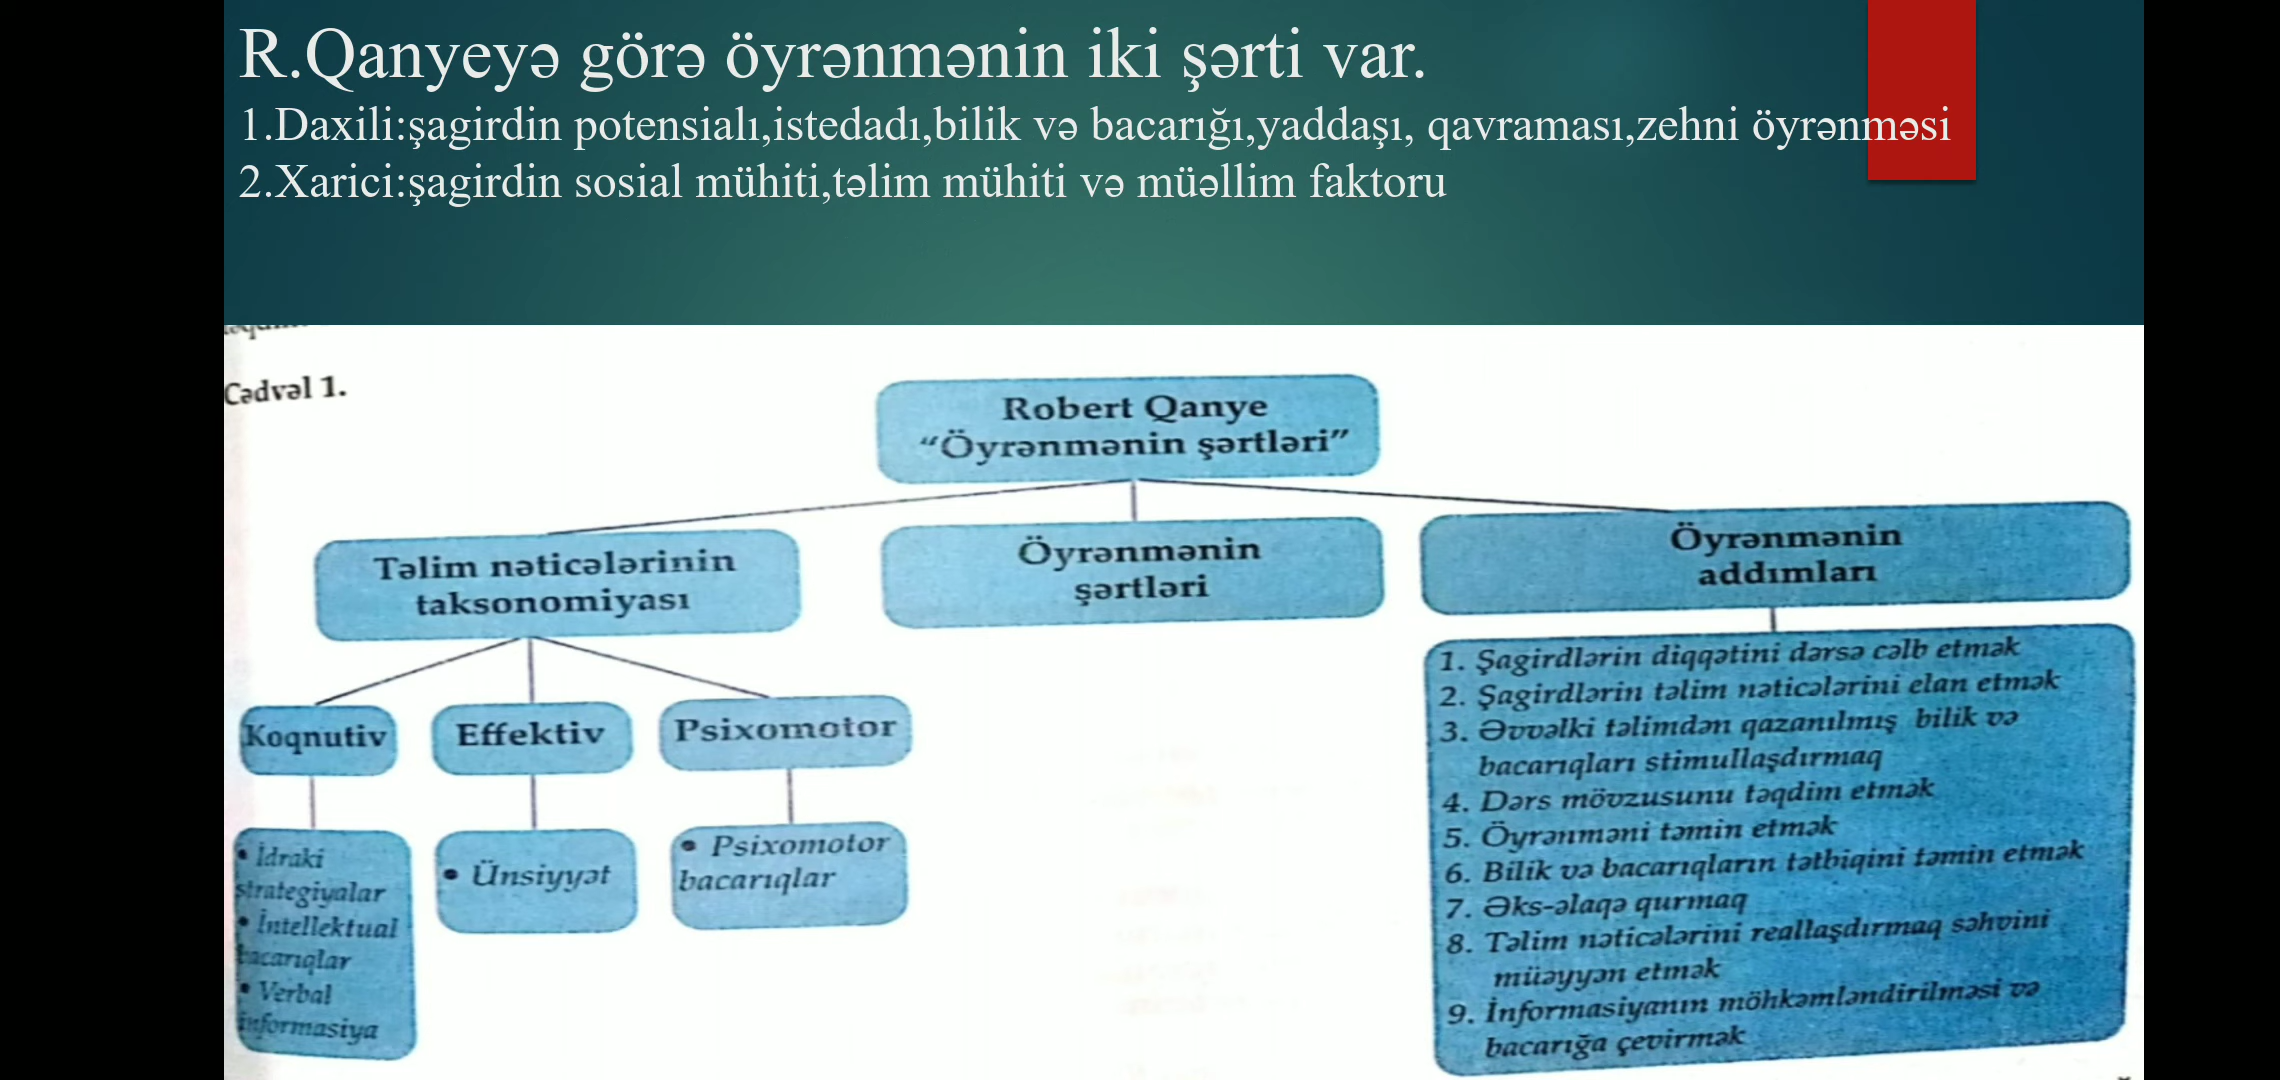 R.Qanyeyə görə öyrənmənin iki şərti var.
1.Daxili:şagirdin potensialı,istedadı,bilik və bacarığı,yaddaşı, qavraması,zehni öyrənməsi
2.Xarici:şagirdin sosial mühiti,təlim mühiti və müəllim faktoru
Cədvəl 1.
Robert Qanye
“Öyrənmənin şərtləri”
Təlim nəticələrinin
taksonomiyası
Koqnutiv
• İdraki
strategiyalar
• İntellektual
bacarıqlar
• Verbal
informasiya
Effektiv
• Ünsiyyət
Psixomotor
• Psixomotor
bacarıqlar
Öyrənmənin
şərtləri
Öyrənmənin
addımları
1. Şagirdlərin diqqətini dərsə cəlb etmək
2. Şagirdlərin təlim nəticələrini elan etmək
3. Əvvəlki təlimdən qazanılmış bilik və
bacarıqları stimullaşdırmaq
4. Dərs mövzusunu təqdim etmək
5. Öyrənməni təmin etmək
6. Bilik və bacarıqların tətbiqini təmin etmək
7. Əks-əlaqə qurmaq
8. Təlim nəticələrini reallaşdırmaq səhvini
müəyyən etmək
9. İnformasiyanın möhkəmləndirilməsi və
bacarığa çevirmək